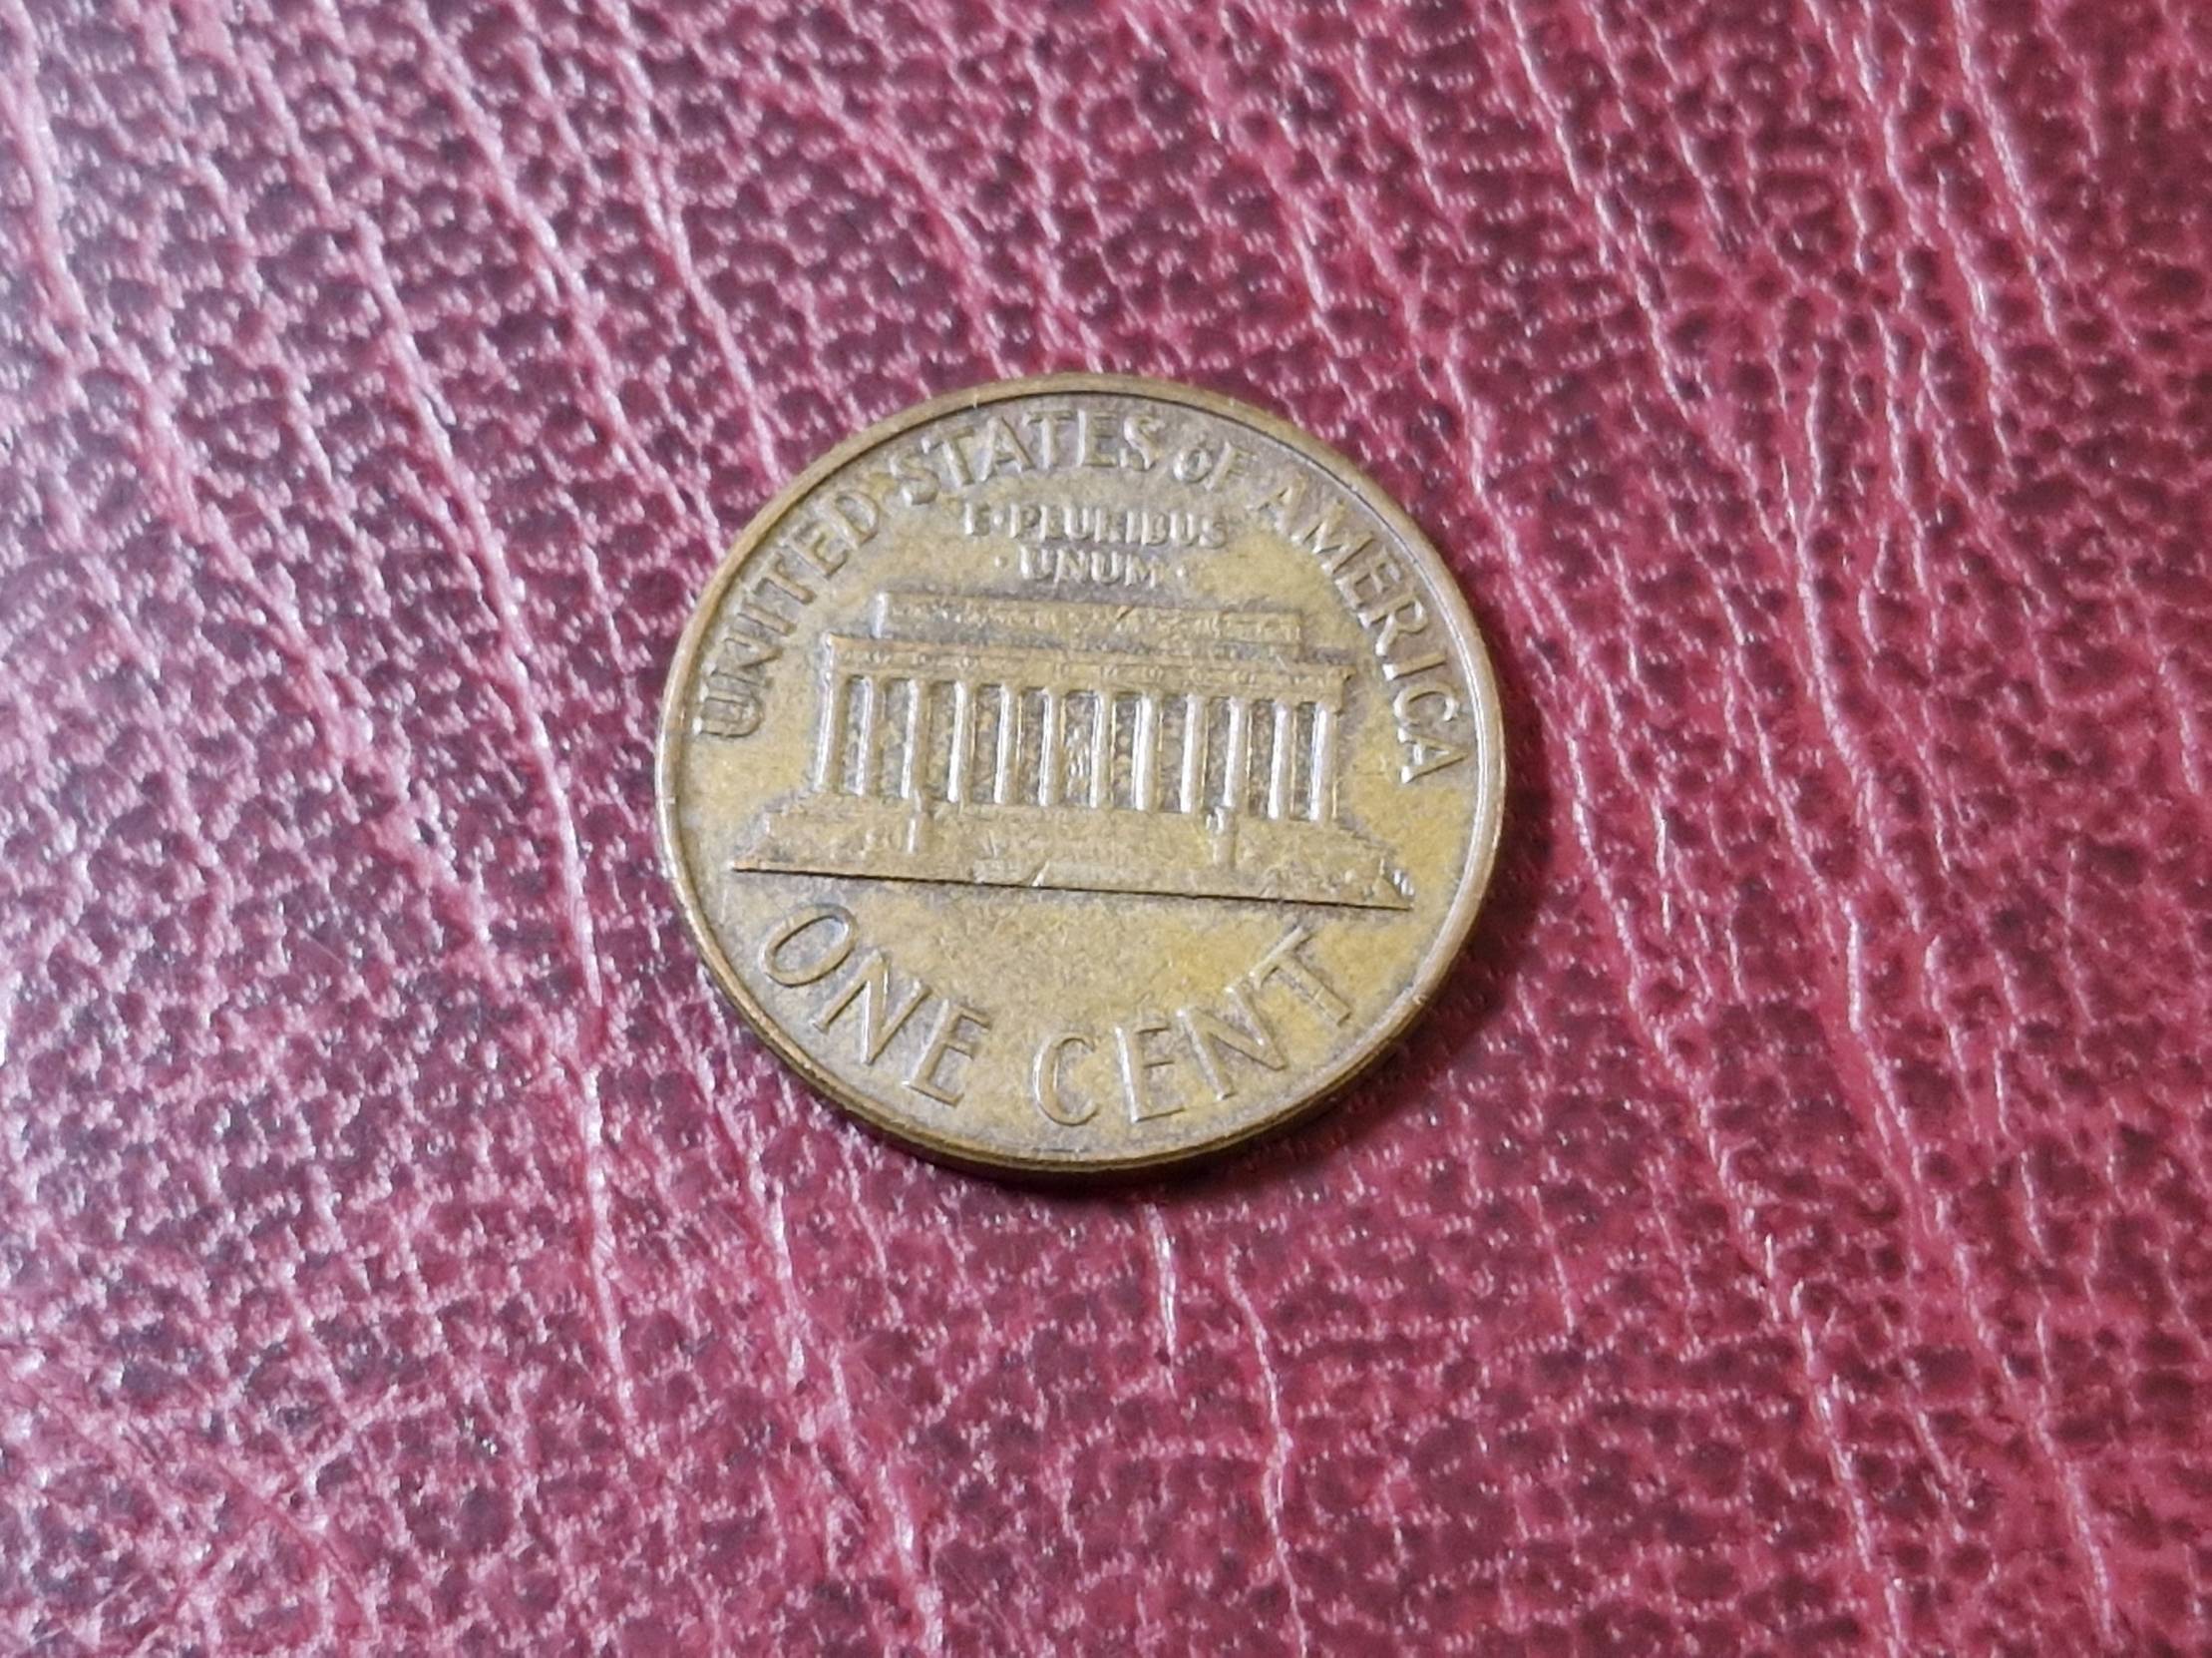 UNITED·STATES OF AMERICA
E·PLURIBUS
·UNUM·
ONE CENT